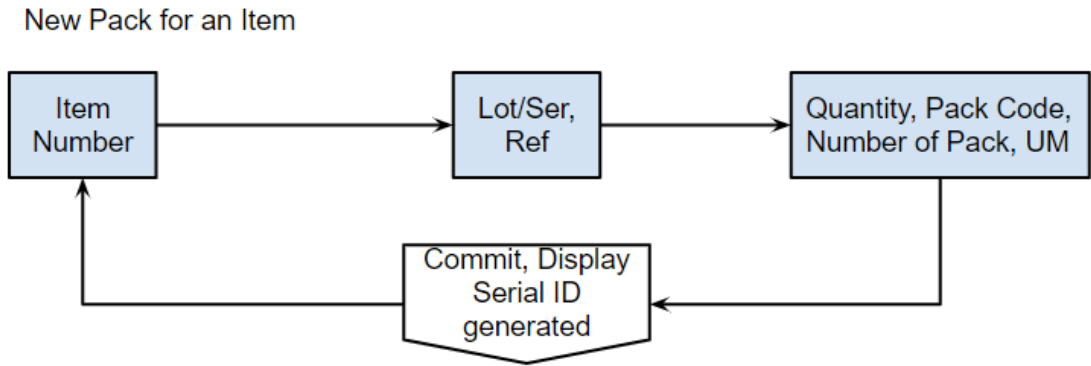 New Pack for an Item
Item
Number
Lot/Ser,
Ref
Quantity, Pack Code,
Number of Pack, UM
Commit, Display
Serial ID
generated